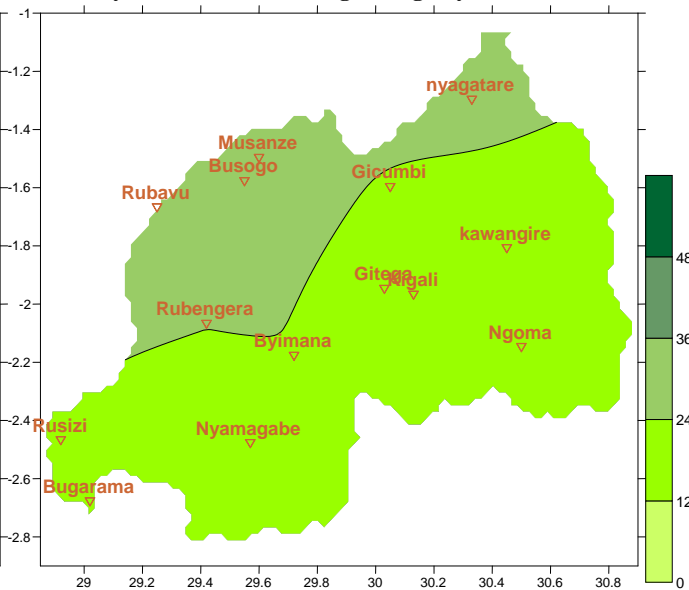 -1
-1.2
nyagatare
-1.4
Musanze
Busogo
Gicumbi
-1.6
Rubavu
kawangire
-1.8
Gitega
Kigali
-2
Rubengera
Byimana
Ngoma
-2.2
-2.4
Rusizi
Nyamagabe
-2.6
Bugarama
-2.8
29 29.2 29.4 29.6 29.8 30 30.2 30.4 30.6 30.8
48
36
24
12
0